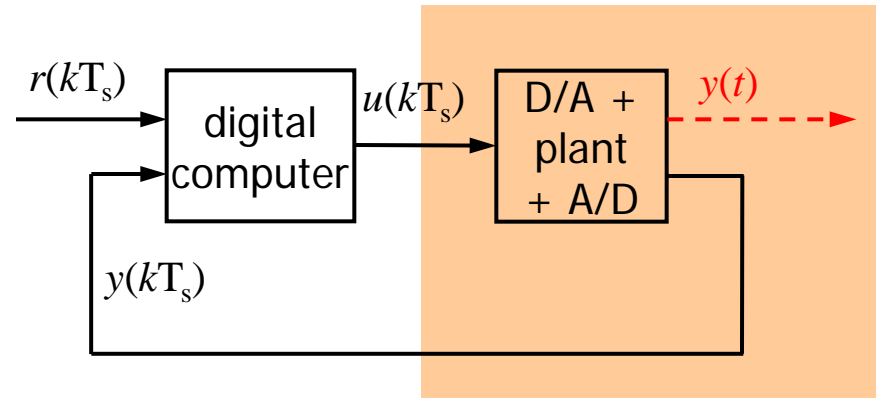 r(kTₛ)
digital
computer
u(kTₛ)
D/A +
plant
+ A/D
y(t)
y(kTₛ)